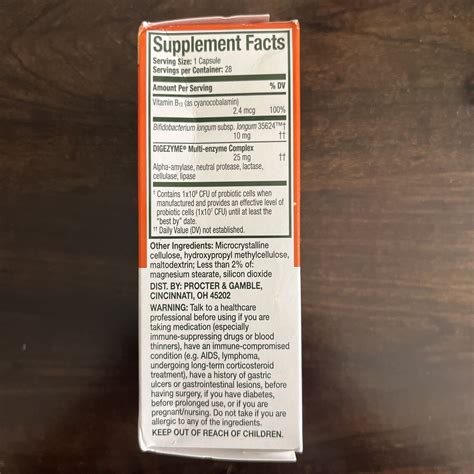 Supplement Facts
Serving Size: 1 Capsule
Servings per Container: 28
Amount Per Serving % DV
Vitamin B₁₂ (as cyanocobalamin)
2.4 mcg 100%
Bifidobacterium longum subsp. longum 35624™†
10 mg ††
DIGEZYME® Multi-enzyme Complex
25 mg ††
Alpha-amylase, neutral protease, lactase,
cellulase, lipase
† Contains 1x10⁹ CFU of probiotic cells when
manufactured and provides an effective level of
probiotic cells (1x10⁷ CFU) until at least the
"best by" date.
†† Daily Value (DV) not established.
Other Ingredients: Microcrystalline
cellulose, hydroxypropyl methylcellulose,
maltodextrin; Less than 2% of:
magnesium stearate, silicon dioxide
DIST. BY: PROCTER & GAMBLE,
CINCINNATI, OH 45202
WARNING: Talk to a healthcare
professional before using if you are
taking medication (especially
immune-suppressing drugs or blood
thinners), have an immune-compromised
condition (e.g. AIDS, lymphoma,
undergoing long-term corticosteroid
treatment), have a history of gastric
ulcers or gastrointestinal lesions, before
having surgery, if you have diabetes,
before prolonged use, or if you are
pregnant/nursing. Do not take if you are
allergic to any of the ingredients.
KEEP OUT OF REACH OF CHILDREN.